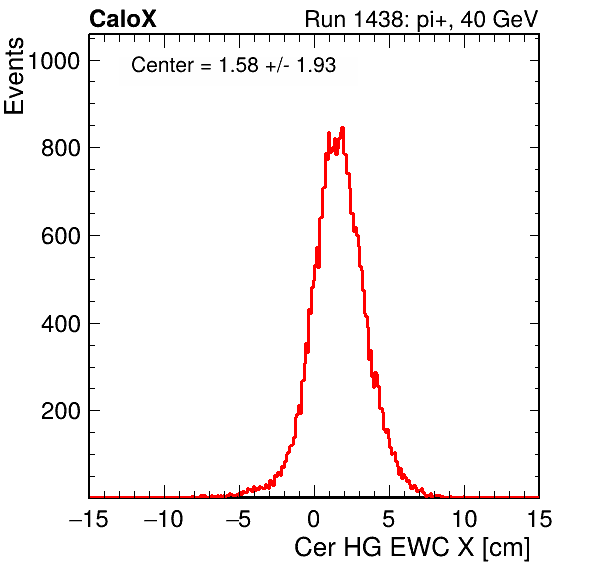 CaloX Run 1438: pi+, 40 GeV
Events
Center = 1.58 +/- 1.93
1000
800
600
400
200
−15 −10 −5 0 5 10 15
Cer HG EWC X [cm]